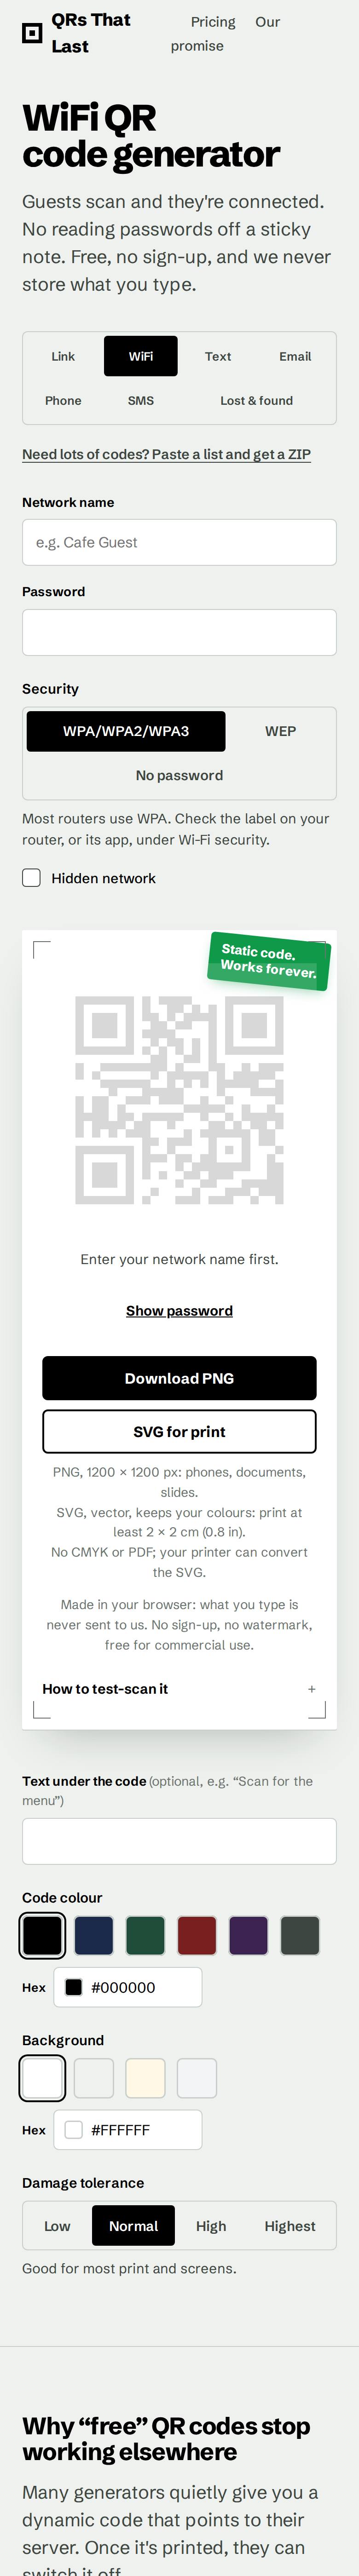 QRs That
Last
Pricing Our
promise
WiFi QR
code generator
Guests scan and they're connected.
No reading passwords off a sticky
note. Free, no sign-up, and we never
store what you type.
Link WiFi Text Email
Phone SMS Lost & found
Need lots of codes? Paste a list and get a ZIP
Network name
e.g. Cafe Guest
Password
Security
WPA/WPA2/WPA3 WEP
No password
Most routers use WPA. Check the label on your
router, or its app, under Wi-Fi security.
Hidden network
Static code.
Works forever.
Enter your network name first.
Show password
Download PNG
SVG for print
PNG, 1200 × 1200 px: phones, documents,
slides.
SVG, vector, keeps your colours: print at
least 2 × 2 cm (0.8 in).
No CMYK or PDF; your printer can convert
the SVG.
Made in your browser: what you type is
never sent to us. No sign-up, no watermark,
free for commercial use.
How to test-scan it +
Text under the code (optional, e.g. “Scan for the
menu”)
Code colour
Hex #000000
Background
Hex #FFFFFF
Damage tolerance
Low Normal High Highest
Good for most print and screens.
Why “free” QR codes stop
working elsewhere
Many generators quietly give you a
dynamic code that points to their
server. Once it's printed, they can
switch it off.